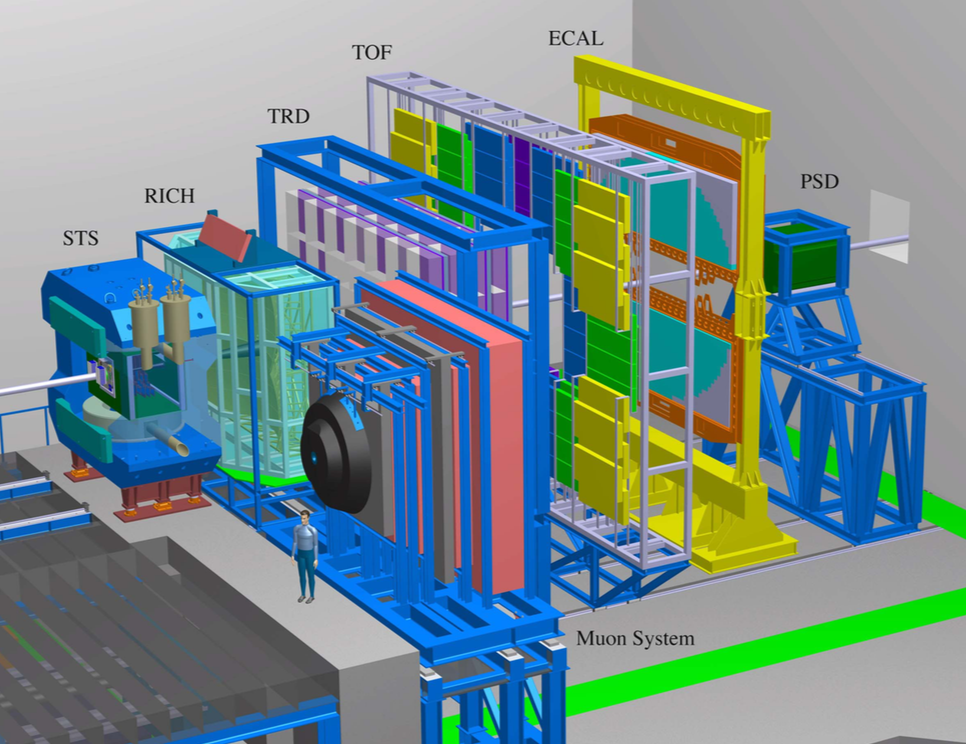 ECAL
TOF
TRD
RICH
PSD
STS
Muon System